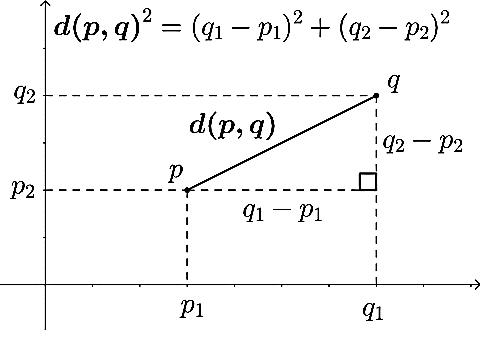 d(p, q)² = (q₁ − p₁)² + (q₂ − p₂)²
q₂
q
d(p, q)
q₂ − p₂
p
p₂
q₁ − p₁
p₁
q₁